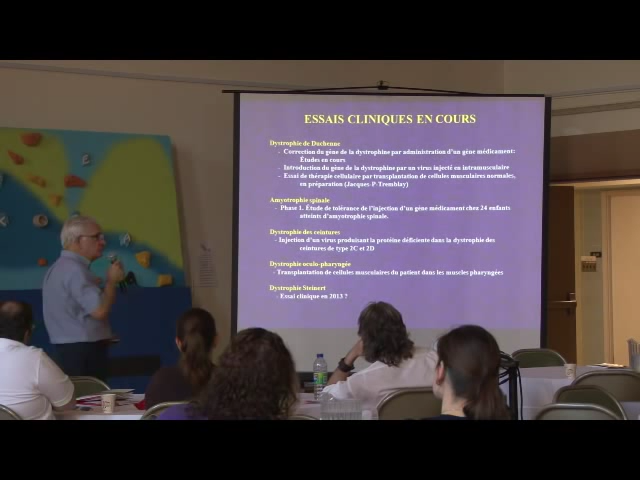 ESSAIS CLINIQUES EN COURS
Dystrophie de Duchenne
- Correction du gène de la dystrophine par administration d'un gène médicament:
Études en cours
- Introduction du gène de la dystrophine par un virus injecté en intramusculaire
- Essai de thérapie cellulaire par transplantation de cellules musculaires normales,
en préparation (Jacques-P-Tremblay)
Amyotrophie spinale
- Phase 1. Étude de tolérance de l'injection d'un gène médicament chez 24 enfants
atteints d'amyotrophie spinale.
Dystrophie des ceintures
- Injection d'un virus produisant la protéine déficiente dans la dystrophie des
ceintures de type 2C et 2D
Dystrophie oculo-pharyngée
- Transplantation de cellules musculaires du patient dans les muscles pharyngées
Dystrophie Steinert
- Essai clinique en 2013 ?